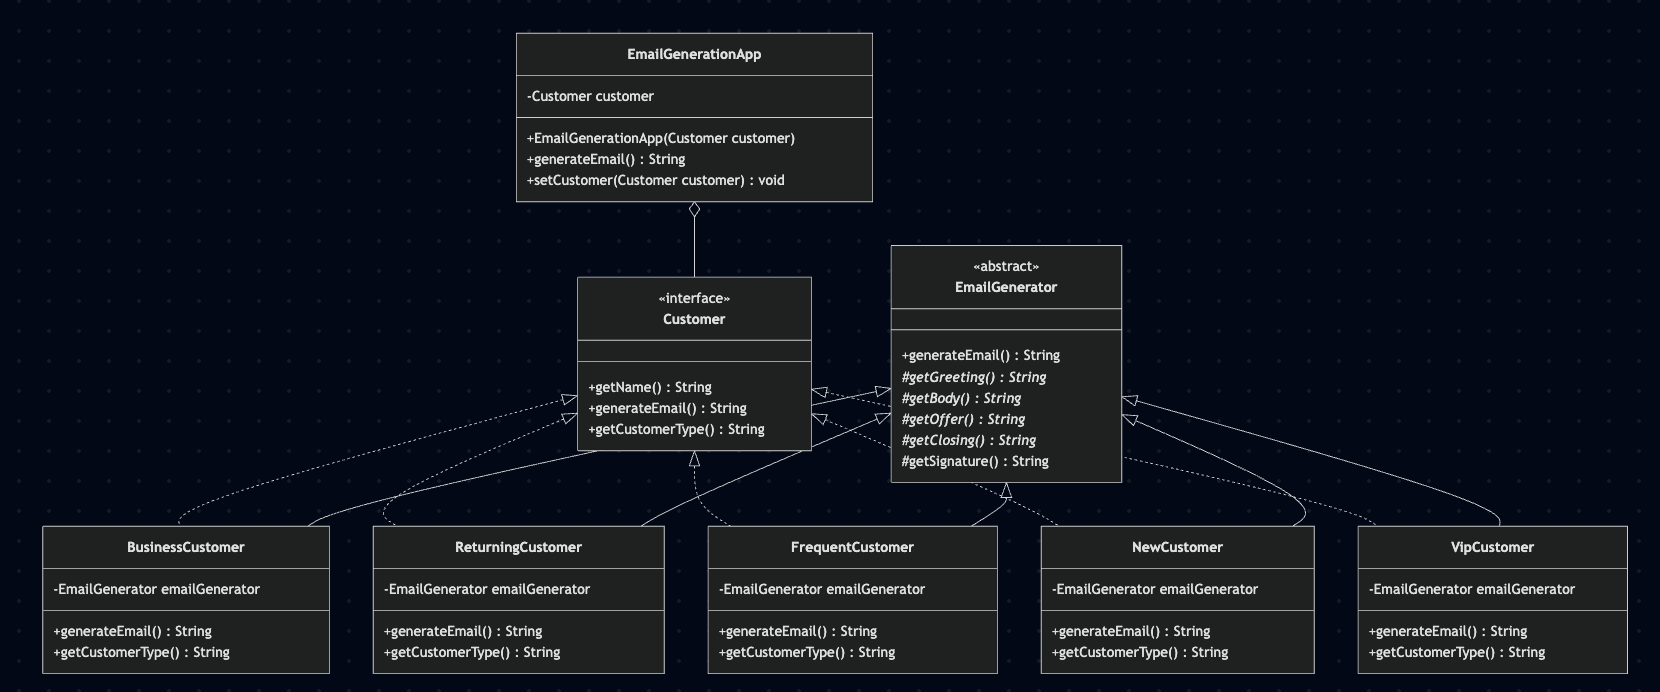 EmailGenerationApp
-Customer customer
+EmailGenerationApp(Customer customer)
+generateEmail() : String
+setCustomer(Customer customer) : void
«interface»
Customer
+getName() : String
+generateEmail() : String
+getCustomerType() : String
«abstract»
EmailGenerator
+generateEmail() : String
#getGreeting() : String
#getBody() : String
#getOffer() : String
#getClosing() : String
#getSignature() : String
BusinessCustomer
-EmailGenerator emailGenerator
+generateEmail() : String
+getCustomerType() : String
ReturningCustomer
-EmailGenerator emailGenerator
+generateEmail() : String
+getCustomerType() : String
FrequentCustomer
-EmailGenerator emailGenerator
+generateEmail() : String
+getCustomerType() : String
NewCustomer
-EmailGenerator emailGenerator
+generateEmail() : String
+getCustomerType() : String
VipCustomer
-EmailGenerator emailGenerator
+generateEmail() : String
+getCustomerType() : String